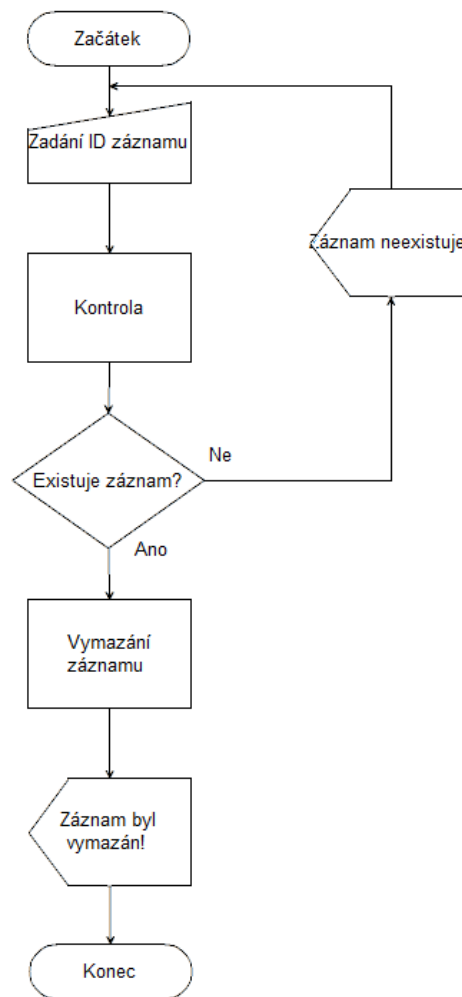 Začátek
Zadání ID záznamu
Záznam neexistuje
Kontrola
Existuje záznam?
Ne
Ano
Vymazání
záznamu
Záznam byl
vymazán!
Konec